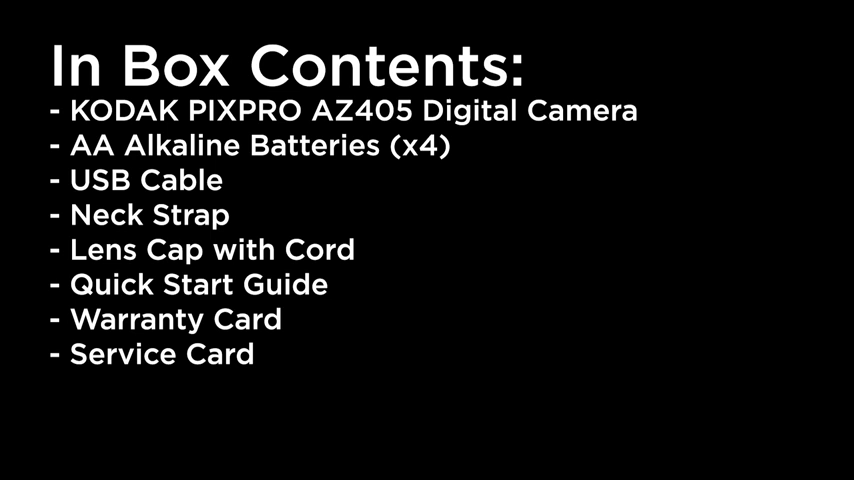 In Box Contents:
- KODAK PIXPRO AZ405 Digital Camera
- AA Alkaline Batteries (x4)
- USB Cable
- Neck Strap
- Lens Cap with Cord
- Quick Start Guide
- Warranty Card
- Service Card